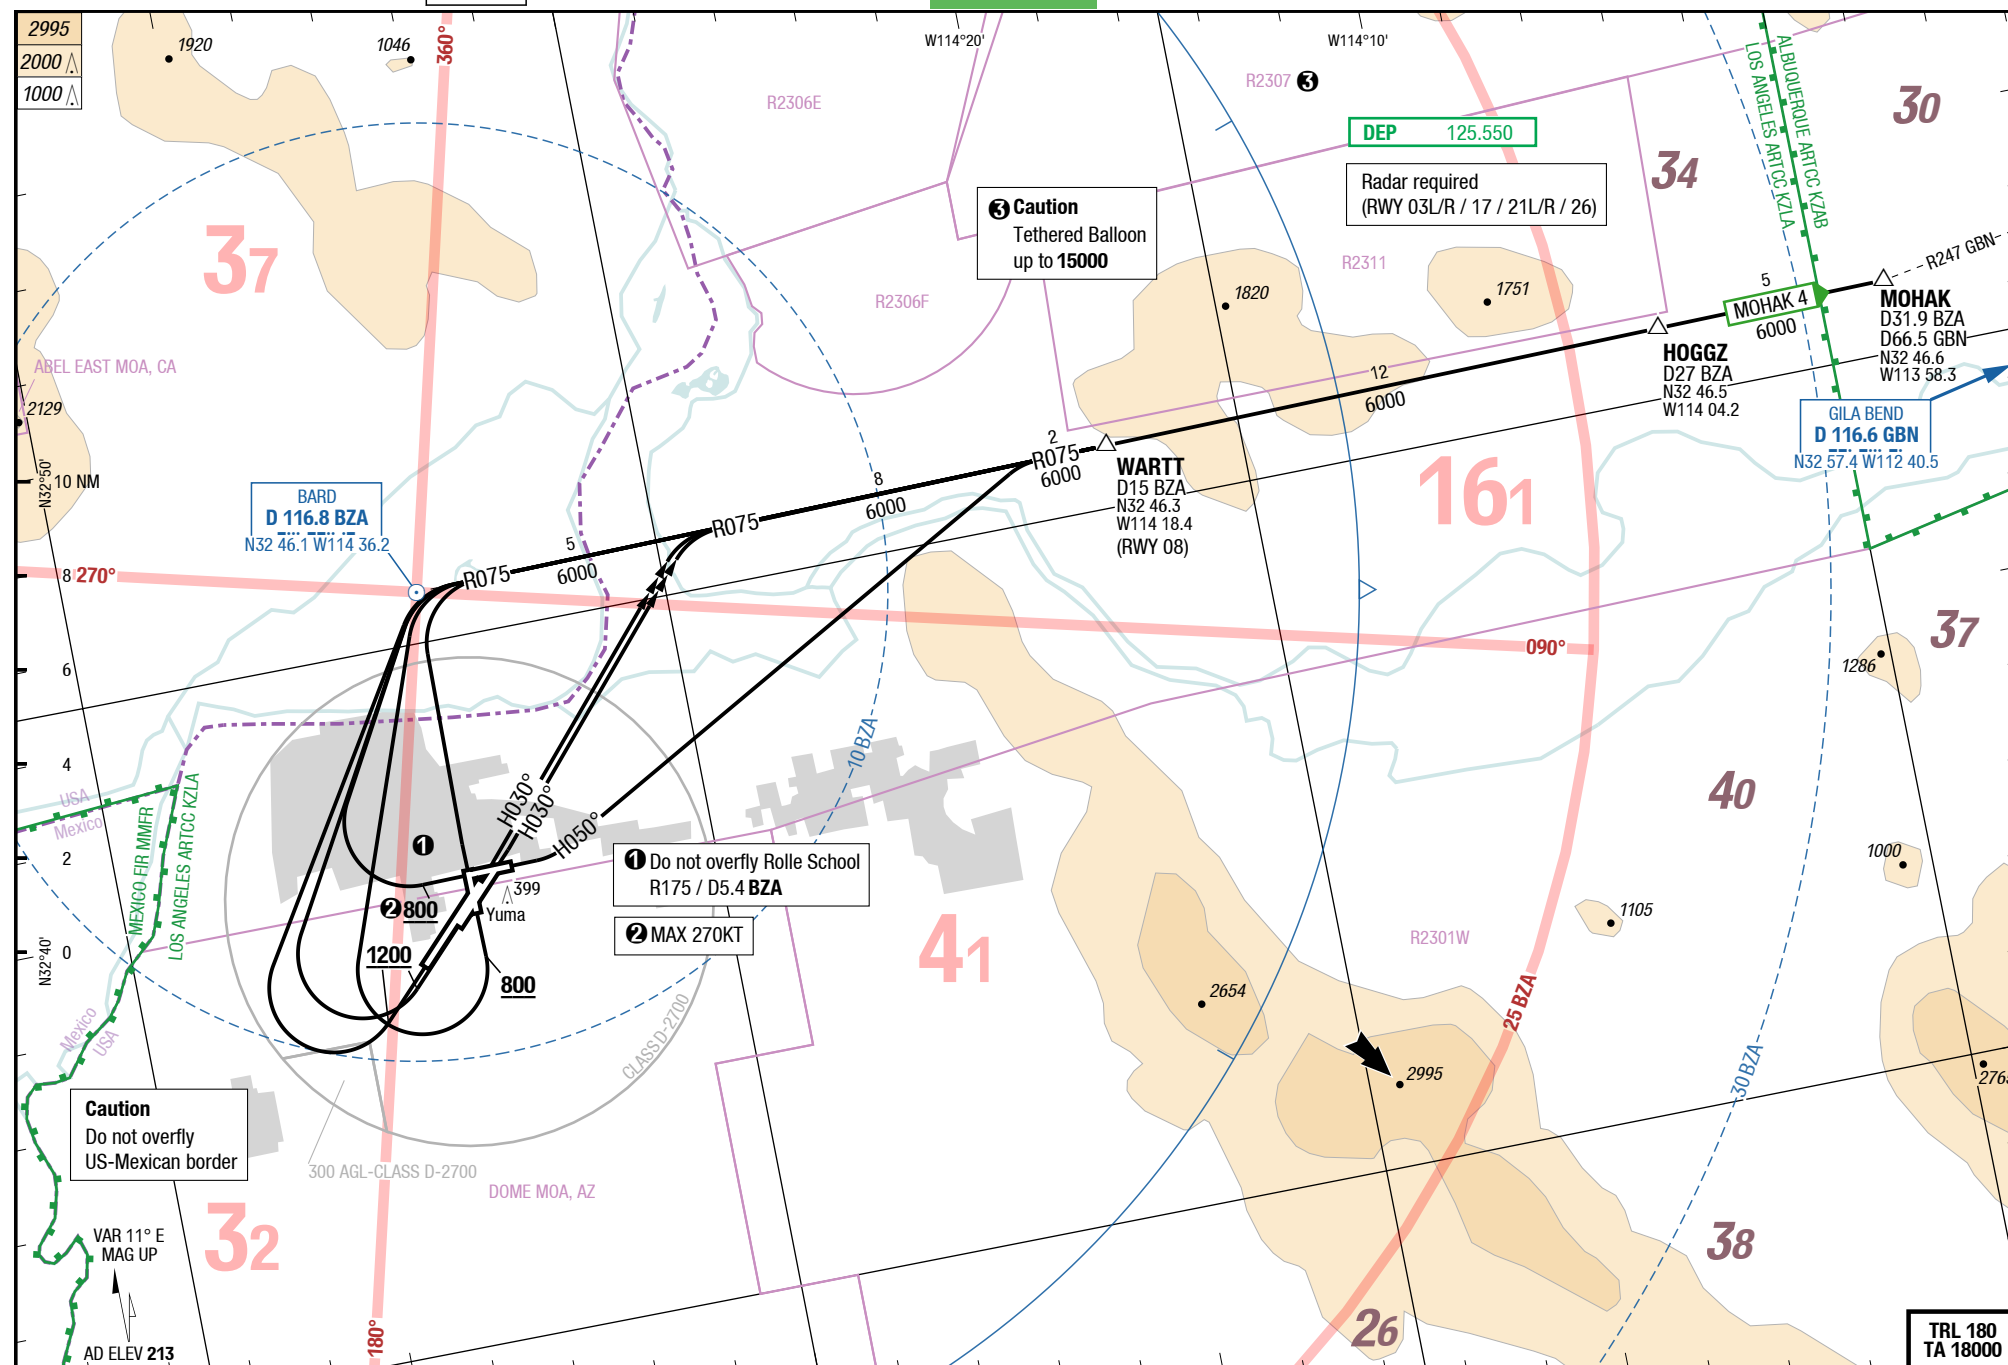 2995
2000
1000
1920
1046
360°
W114°20'
W114°10'
R2306E
R2307 3
ALBUQUERQUE ARTCC KZAB
LOS ANGELES ARTCC KZLA
30
DEP 125.550
34
Radar required
(RWY 03L/R / 17 / 21L/R / 26)
3 Caution
Tethered Balloon
up to 15000
37
R2306F
R2311
1820
1751
R247 GBN
5
MOHAK 4
6000
MOHAK
D31.9 BZA
D66.5 GBN
N32 46.6
W113 58.3
HOGGZ
D27 BZA
N32 46.5
W114 04.2
ABEL EAST MOA, CA
2129
12
6000
GILA BEND
D 116.6 GBN
N32 57.4 W112 40.5
2
R075
6000
WARTT
D15 BZA
N32 46.3
W114 18.4
(RWY 08)
161
N32°50'
10 NM
8
6000
BARD
D 116.8 BZA
N32 46.1 W114 36.2
R075
5
6000
R075
8
270°
090°
37
1286
6
10 BZA
4
USA
Mexico
MEXICO FIR MMFR
LOS ANGELES ARTCC KZLA
H030°
H030°
H050°
40
2
1
1 Do not overfly Rolle School
R175 / D5.4 BZA
1000
399
Yuma
2 800
2 MAX 270KT
1105
R2301W
41
N32°40'
0
1200
800
2654
25 BZA
Mexico
USA
CLASS D-2700
2995
30 BZA
276
Caution
Do not overfly
US-Mexican border
300 AGL-CLASS D-2700
DOME MOA, AZ
32
VAR 11° E
MAG UP
38
180°
26
AD ELEV 213
TRL 180
TA 18000